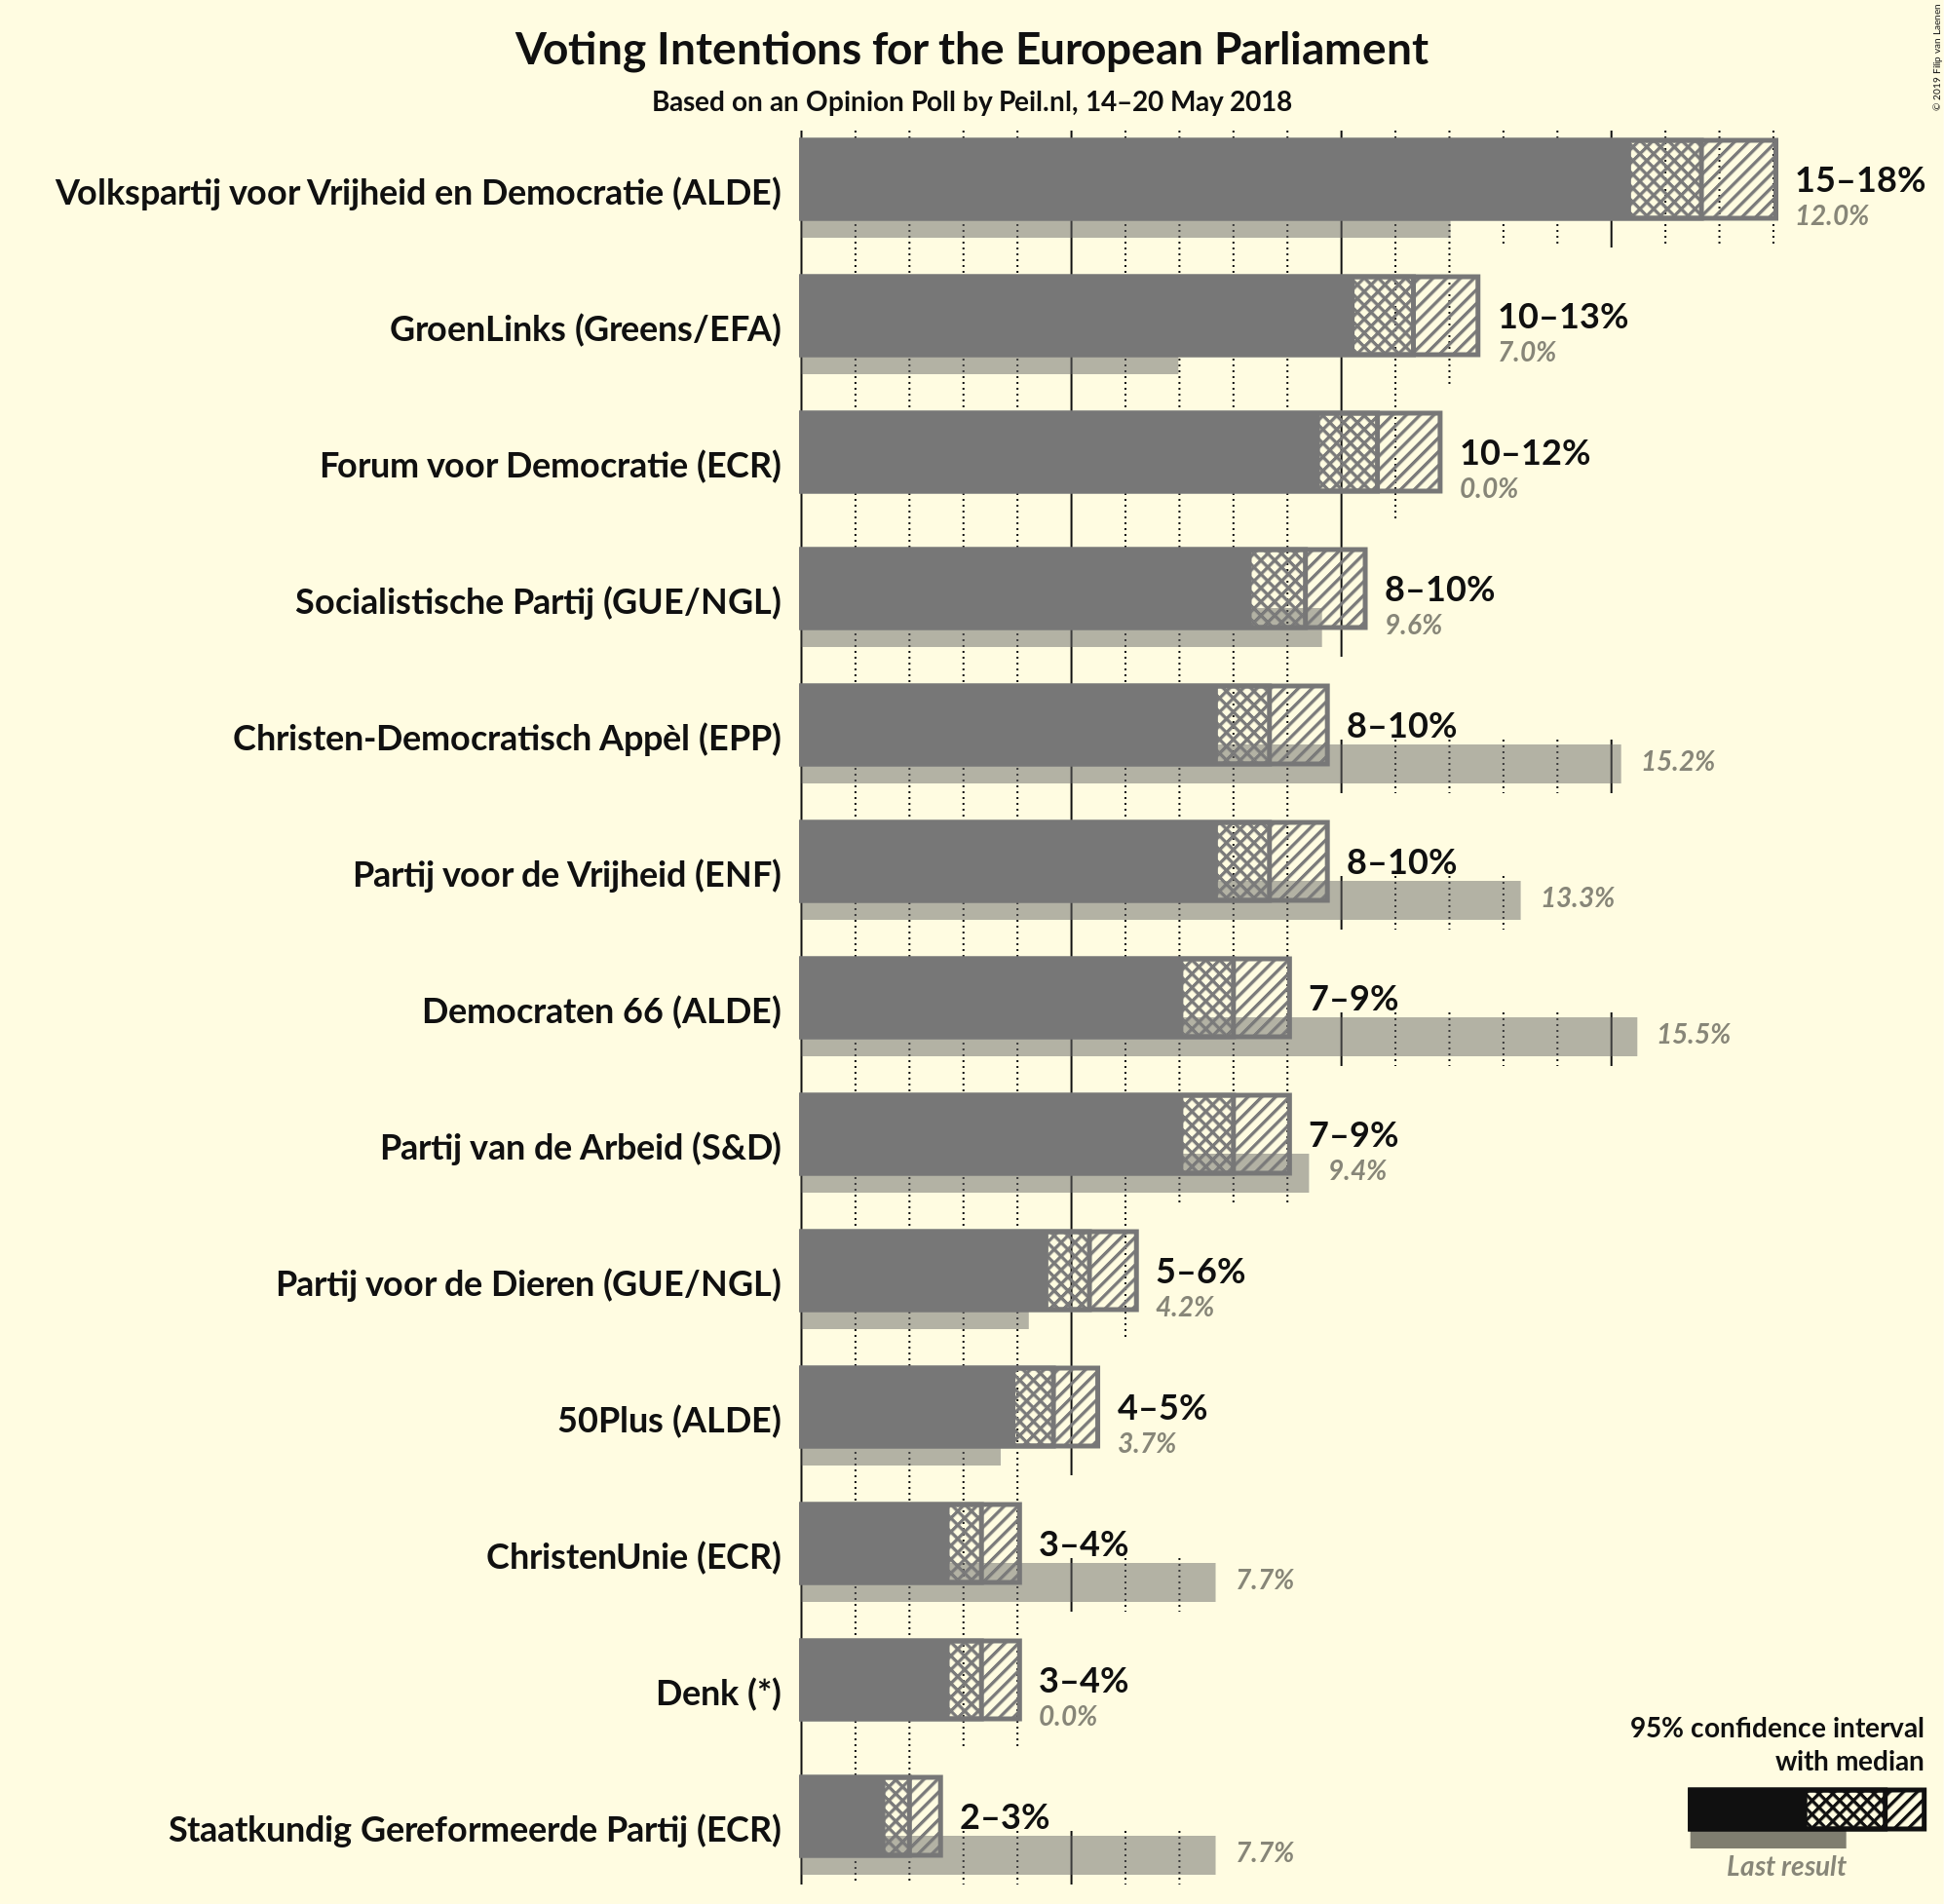 Voting Intentions for the European Parliament
Based on an Opinion Poll by Peil.nl, 14–20 May 2018
© 2019 Filip van Laenen
Volkspartij voor Vrijheid en Democratie (ALDE)
15–18%
12.0%
GroenLinks (Greens/EFA)
10–13%
7.0%
Forum voor Democratie (ECR)
10–12%
0.0%
Socialistische Partij (GUE/NGL)
8–10%
9.6%
Christen-Democratisch Appèl (EPP)
8–10%
15.2%
Partij voor de Vrijheid (ENF)
8–10%
13.3%
Democraten 66 (ALDE)
7–9%
15.5%
Partij van de Arbeid (S&D)
7–9%
9.4%
Partij voor de Dieren (GUE/NGL)
5–6%
4.2%
50Plus (ALDE)
4–5%
3.7%
ChristenUnie (ECR)
3–4%
7.7%
Denk (*)
3–4%
0.0%
Staatkundig Gereformeerde Partij (ECR)
2–3%
7.7%
95% confidence interval
with median
Last result